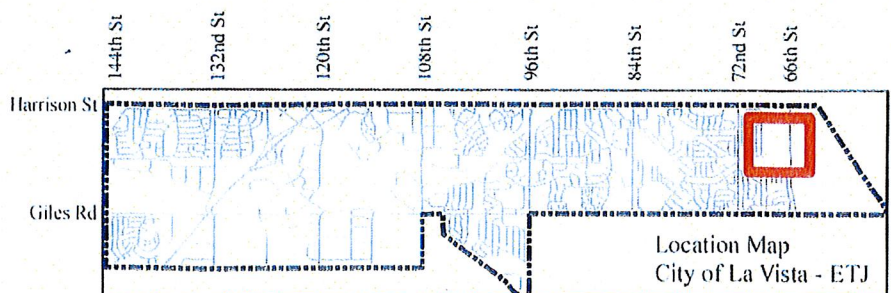 144th St
132nd St
120th St
108th St
96th St
84th St
72nd St
66th St
Harrison St
Giles Rd
Location Map
City of La Vista - ETJ